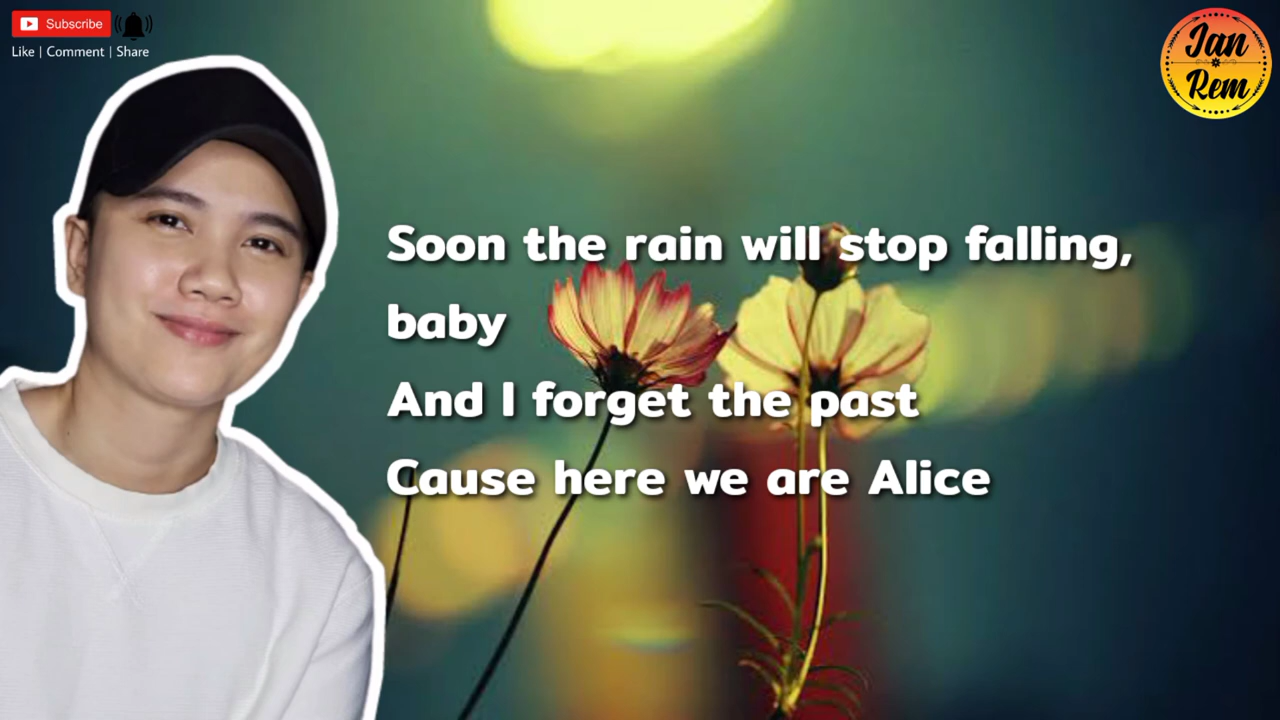 Subscribe
Like | Comment | Share
Jan
Rem
Soon the rain will stop falling,
baby
And I forget the past
Cause here we are Alice